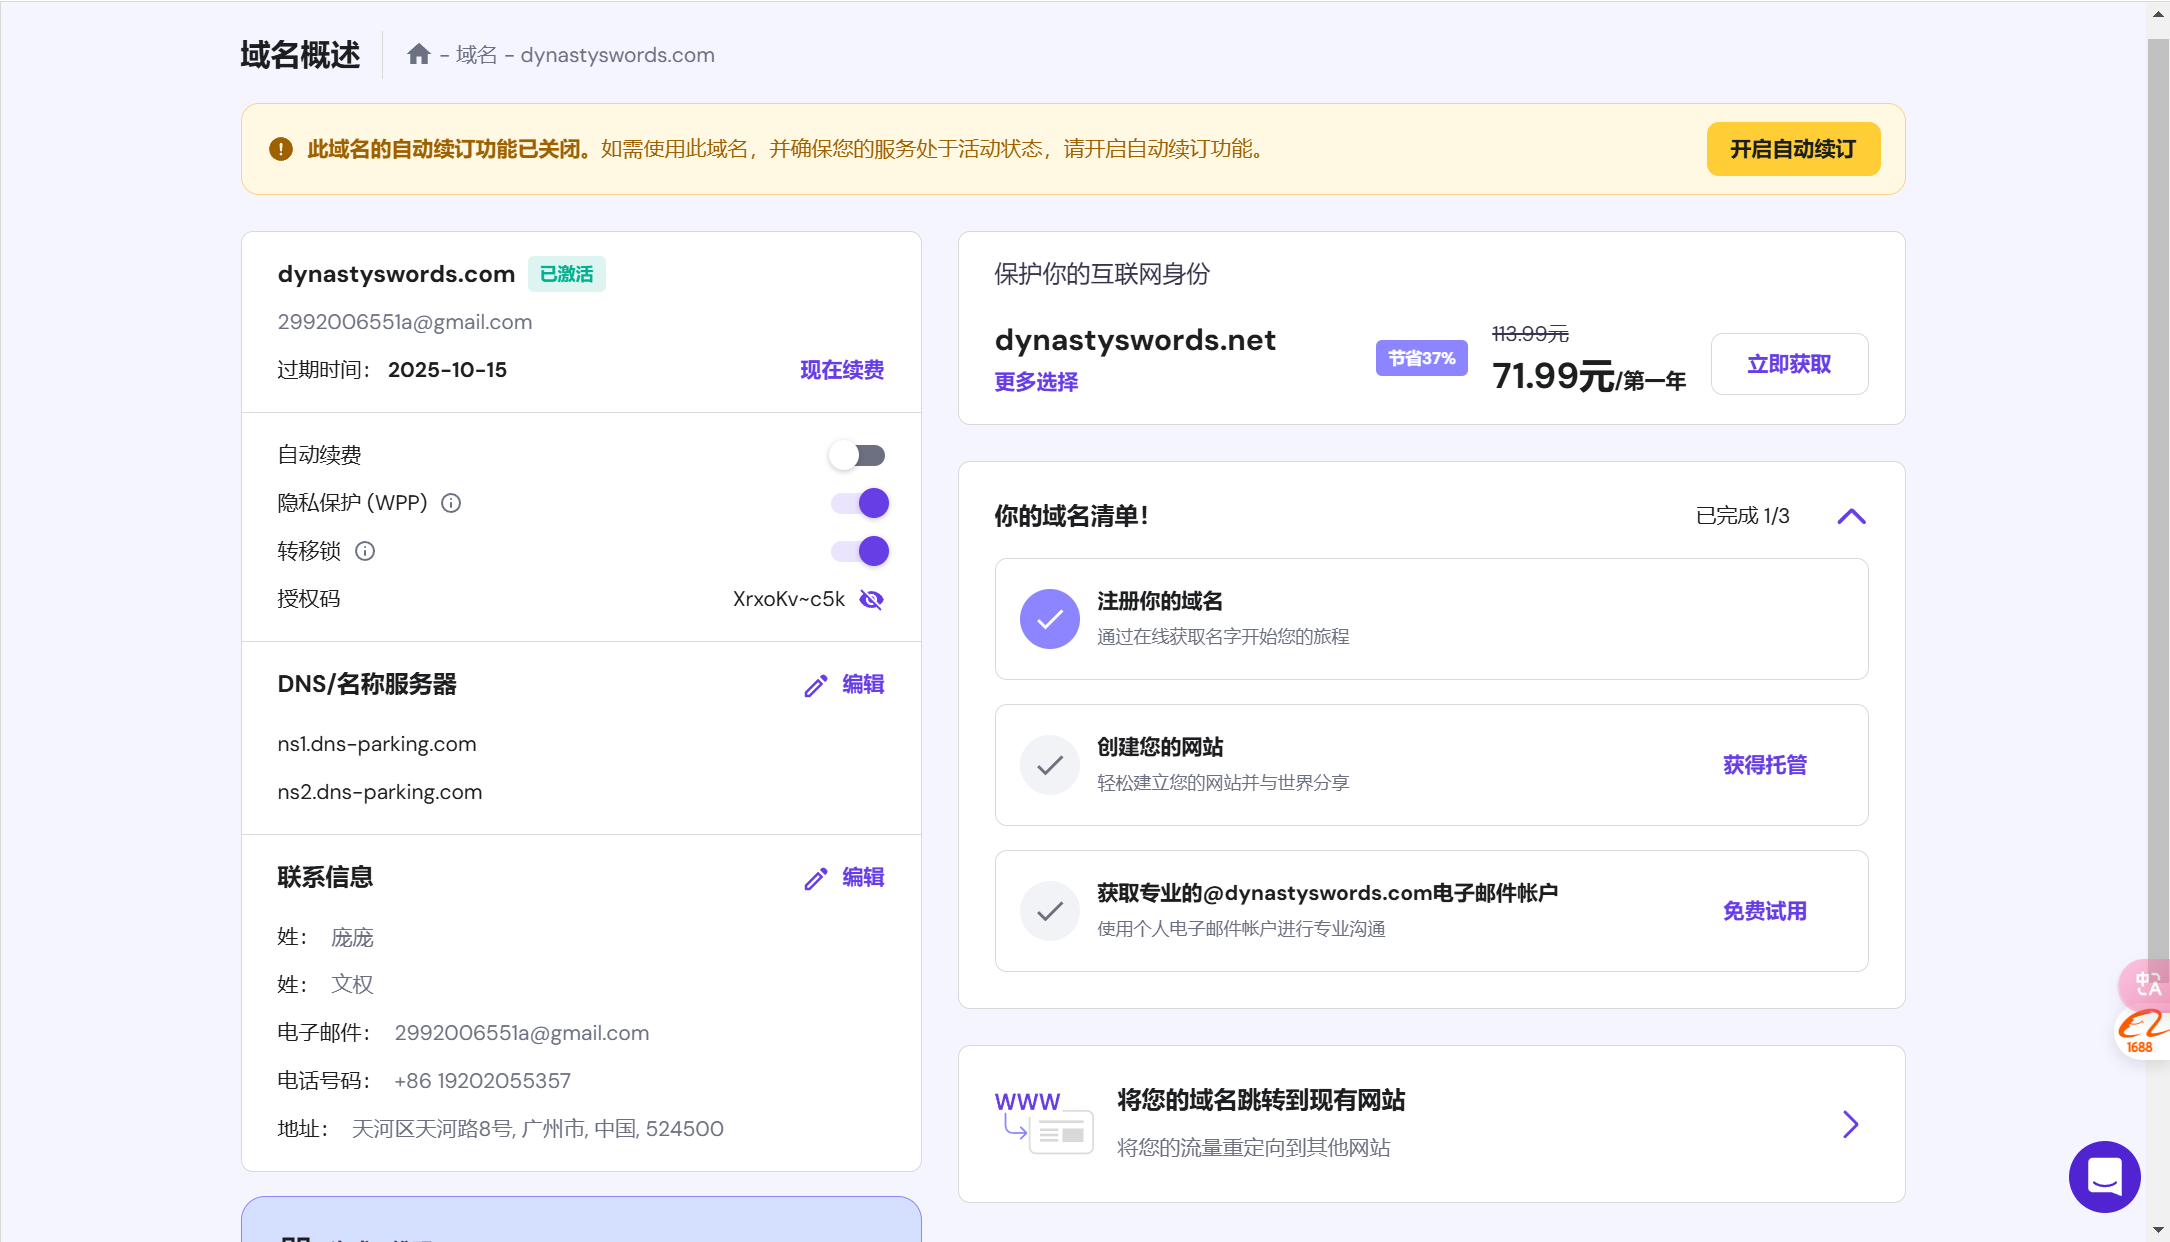 域名概述
- 域名 - dynastyswords.com
此域名的自动续订功能已关闭。如需使用此域名，并确保您的服务处于活动状态，请开启自动续订功能。
开启自动续订
dynastyswords.com 已激活
2992006551a@gmail.com
过期时间： 2025-10-15 现在续费
自动续费
隐私保护 (WPP)
转移锁
授权码 XrxoKv~c5k
DNS/名称服务器 编辑
ns1.dns-parking.com
ns2.dns-parking.com
联系信息 编辑
姓： 庞庞
姓： 文权
电子邮件： 2992006551a@gmail.com
电话号码： +86 19202055357
地址： 天河区天河路8号, 广州市, 中国, 524500
保护你的互联网身份
dynastyswords.net
更多选择
节省37%
113.99元
71.99元/第一年
立即获取
你的域名清单！ 已完成 1/3
注册你的域名
通过在线获取名字开始您的旅程
创建您的网站
轻松建立您的网站并与世界分享
获得托管
获取专业的@dynastyswords.com电子邮件帐户
使用个人电子邮件帐户进行专业沟通
免费试用
WWW
将您的域名跳转到现有网站
将您的流量重定向到其他网站
中A
1688